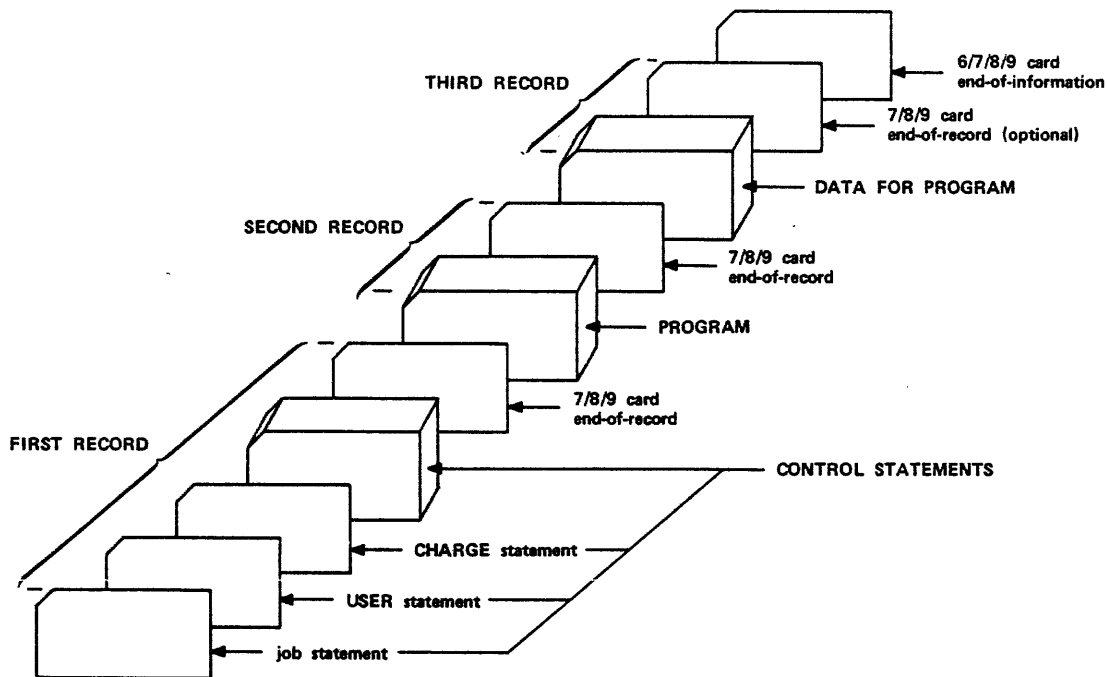 6/7/8/9 card
end-of-information
THIRD RECORD
7/8/9 card
end-of-record (optional)
DATA FOR PROGRAM
SECOND RECORD
7/8/9 card
end-of-record
PROGRAM
7/8/9 card
end-of-record
FIRST RECORD
CONTROL STATEMENTS
CHARGE statement
USER statement
job statement